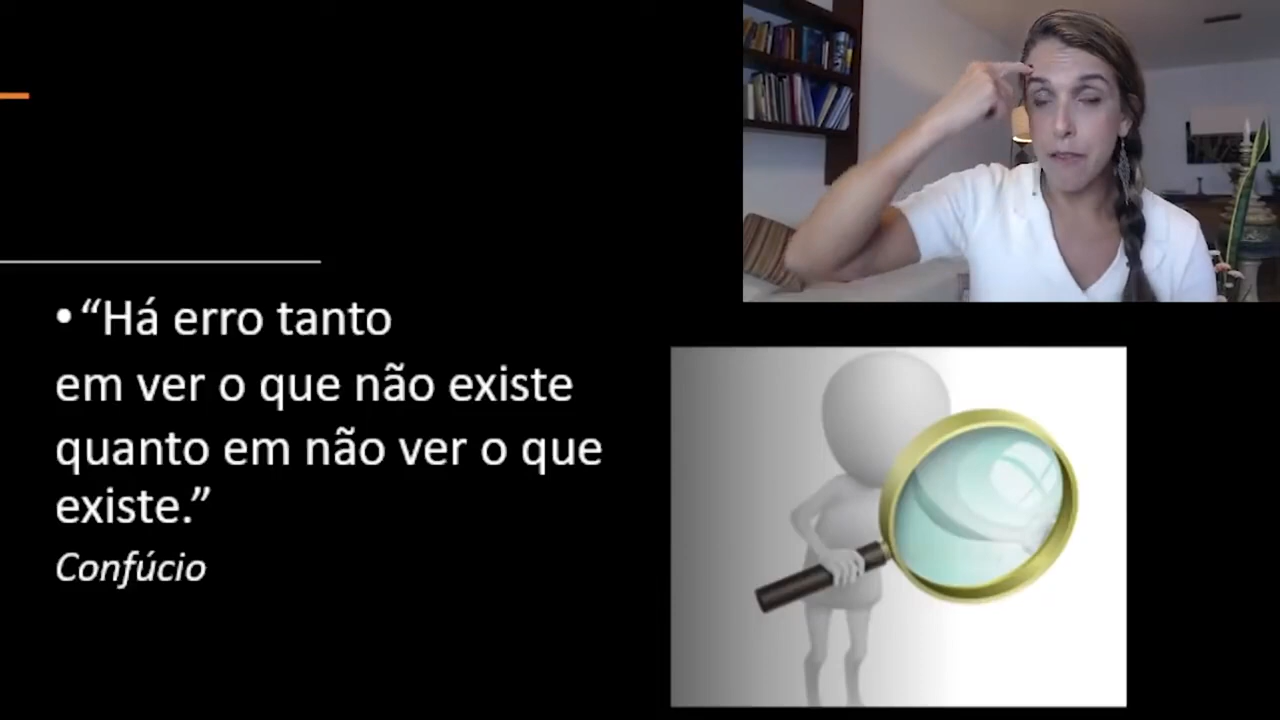 • “Há erro tanto
em ver o que não existe
quanto em não ver o que
existe.”
Confúcio